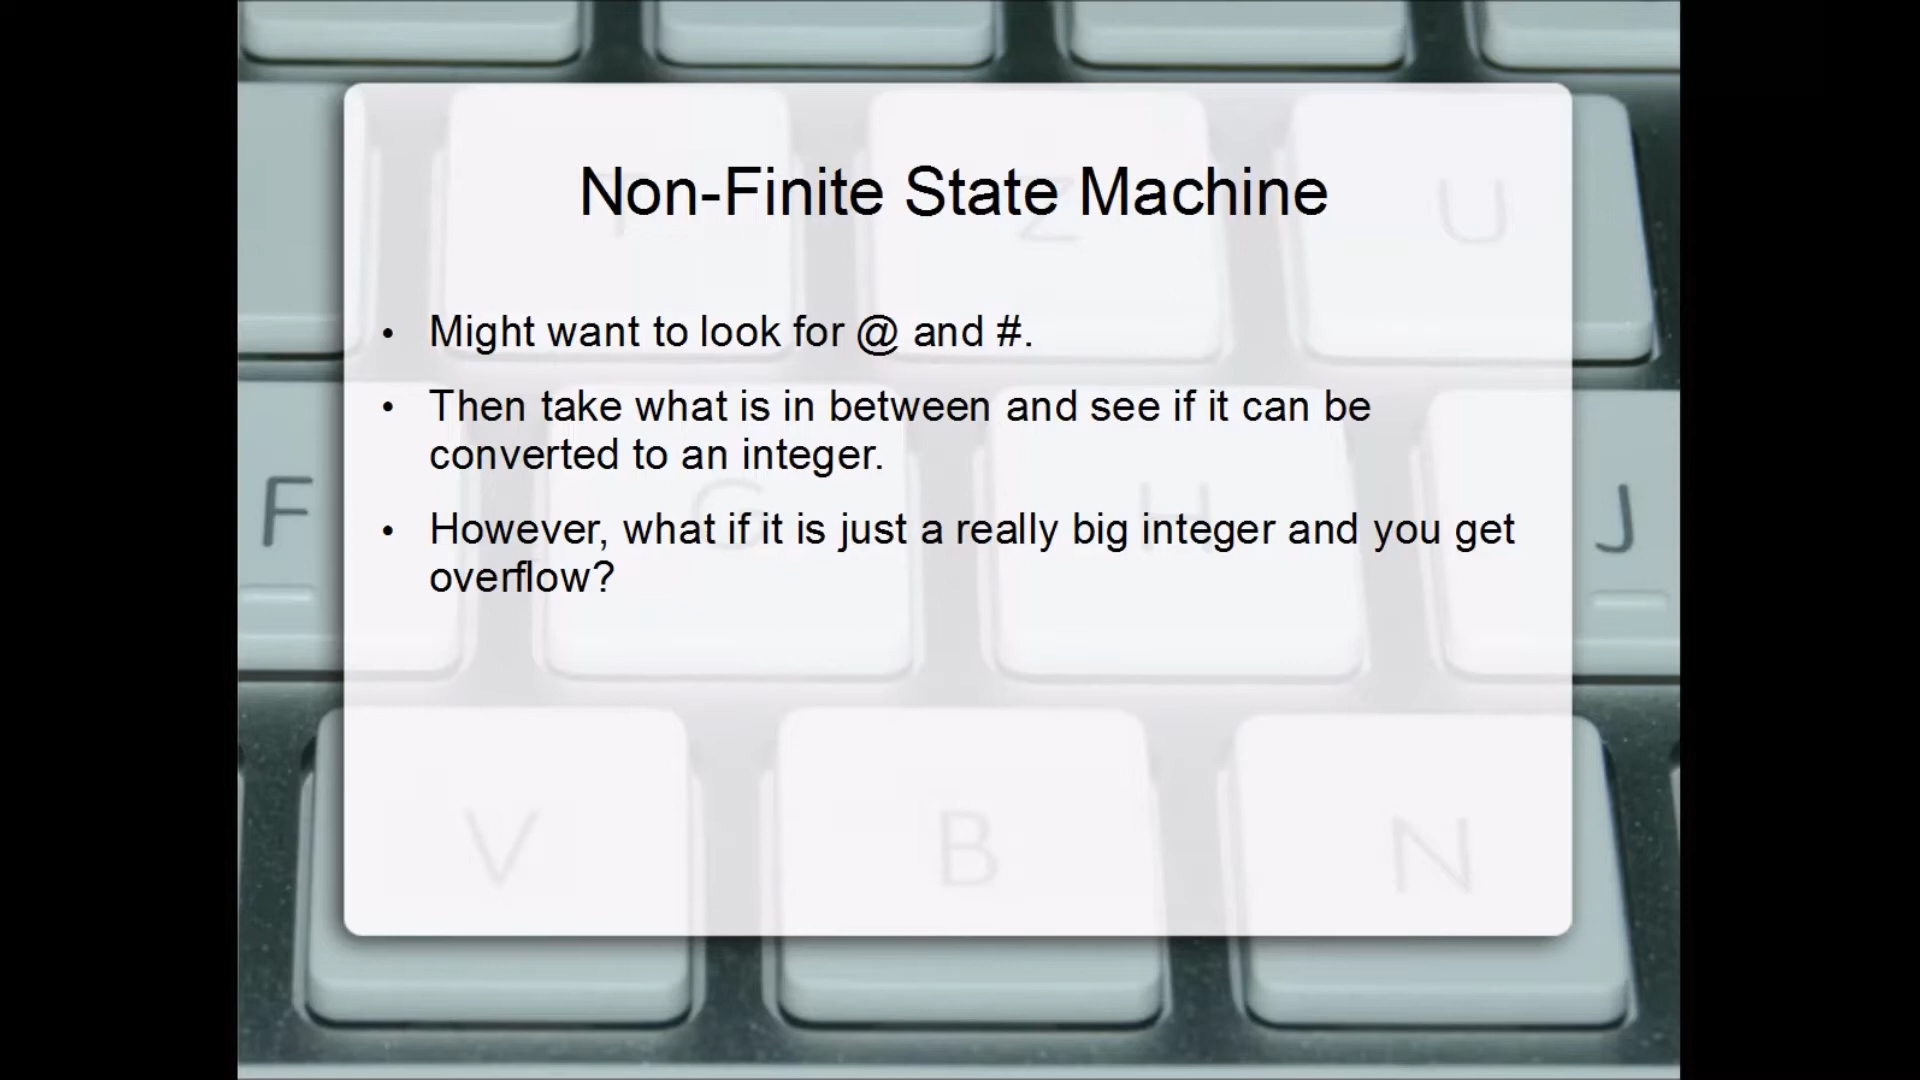 Non-Finite State Machine
• Might want to look for @ and #.
• Then take what is in between and see if it can be
converted to an integer.
• However, what if it is just a really big integer and you get
overflow?
T
Z
U
F
G
H
J
V
B
N